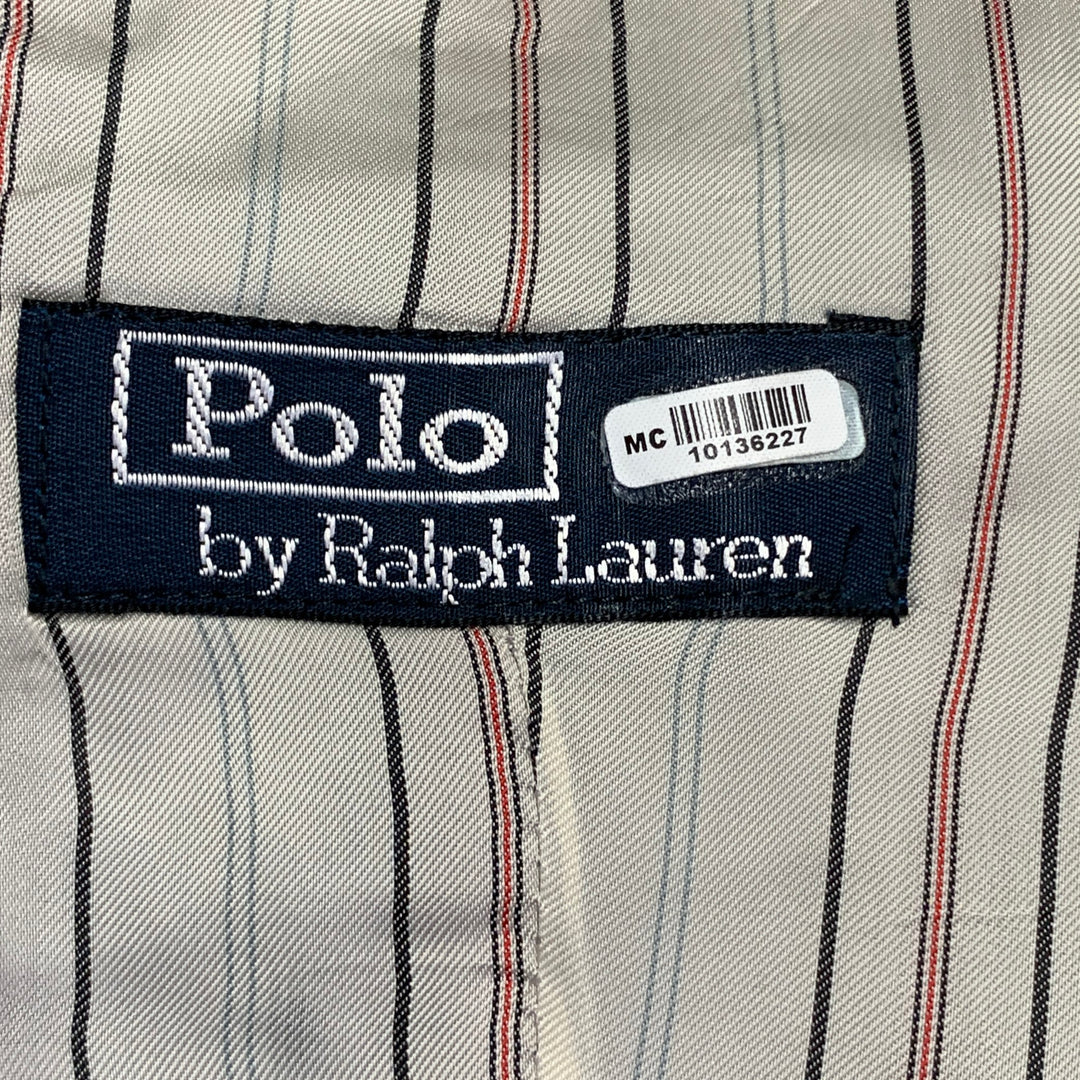 Polo
by Ralph Lauren
MC
10136227